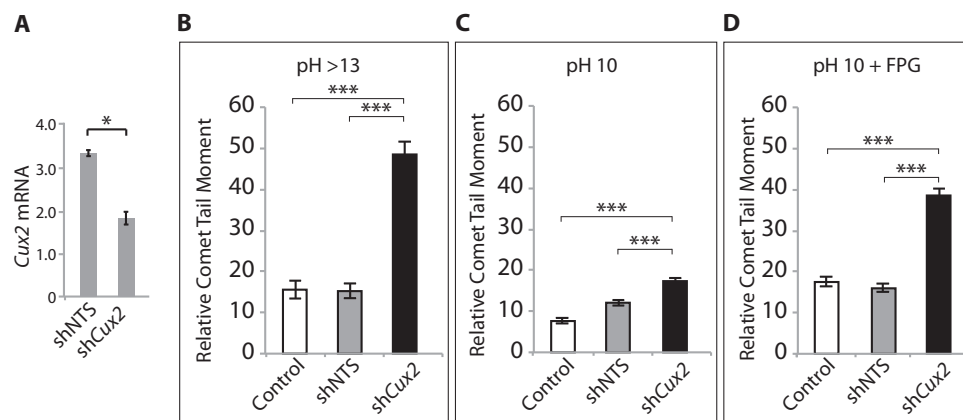 A
B
C
D
pH >13
pH 10
pH 10 + FPG
*
4.0
3.0
2.0
1.0
Cux2 mRNA
shNTS
shCux2
***
***
60
50
40
30
20
10
0
Relative Comet Tail Moment
Control
shNTS
shCux2
***
***
60
50
40
30
20
10
0
Relative Comet Tail Moment
Control
shNTS
shCux2
***
***
60
50
40
30
20
10
0
Relative Comet Tail Moment
Control
shNTS
shCux2